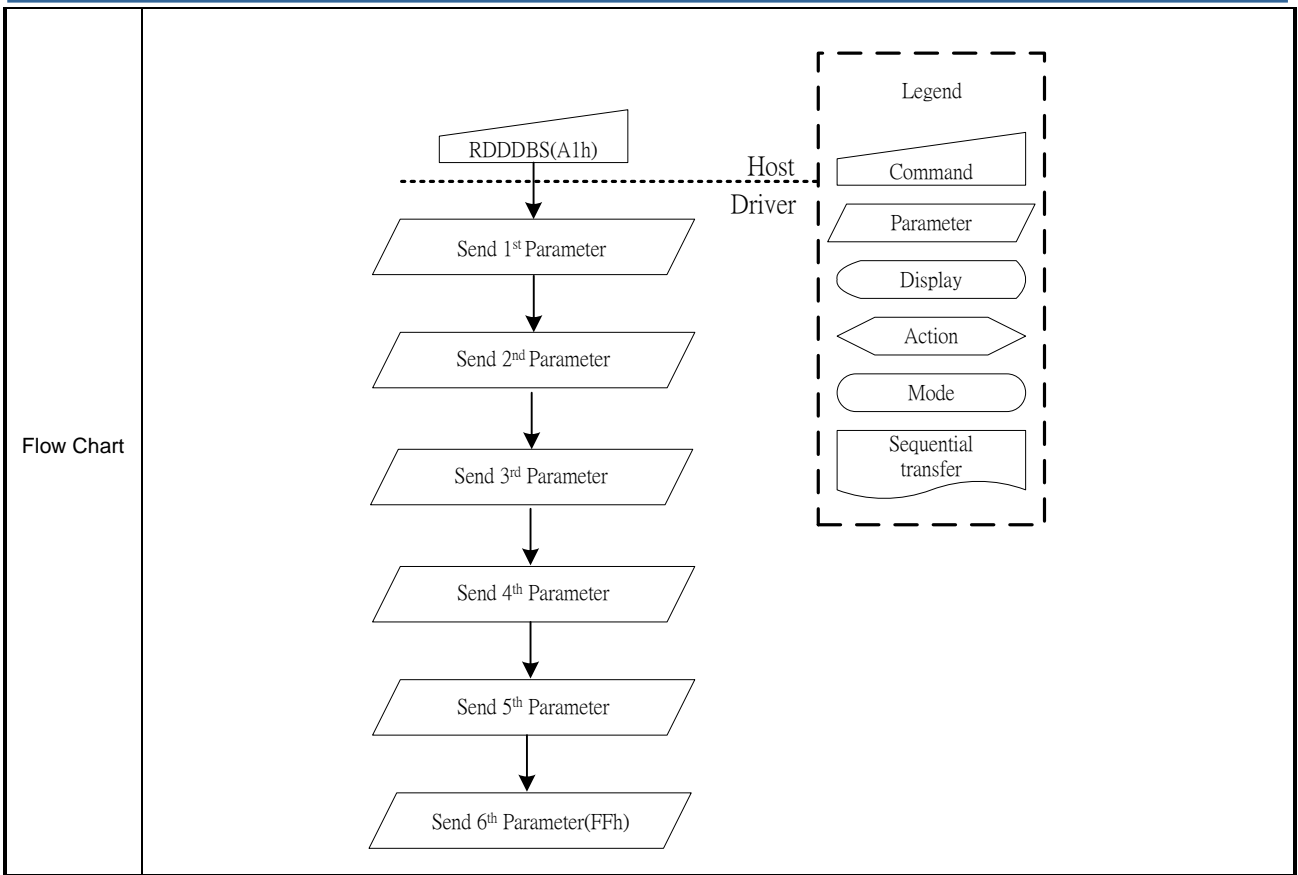 Flow Chart
RDDDBS(A1h)
Host
Driver
Send 1st Parameter
Send 2nd Parameter
Send 3rd Parameter
Send 4th Parameter
Send 5th Parameter
Send 6th Parameter(FFh)
Legend
Command
Parameter
Display
Action
Mode
Sequential
transfer